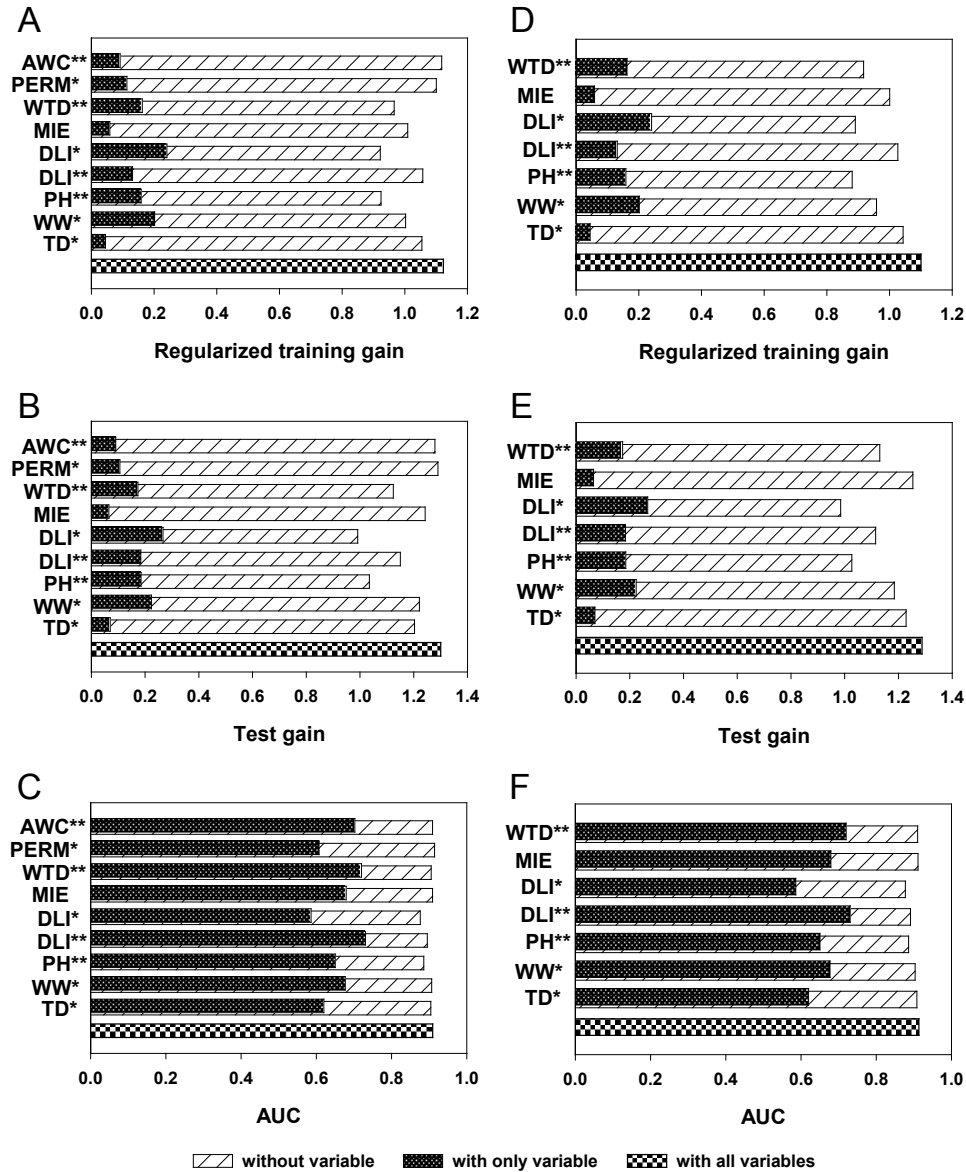 A
AWC**
PERM*
WTD**
MIE
DLI*
DLI**
PH**
WW*
TD*
0.0 0.2 0.4 0.6 0.8 1.0 1.2
Regularized training gain
D
WTD**
MIE
DLI*
DLI**
PH**
WW*
TD*
0.0 0.2 0.4 0.6 0.8 1.0 1.2
Regularized training gain
B
AWC**
PERM*
WTD**
MIE
DLI*
DLI**
PH**
WW*
TD*
0.0 0.2 0.4 0.6 0.8 1.0 1.2 1.4
Test gain
E
WTD**
MIE
DLI*
DLI**
PH**
WW*
TD*
0.0 0.2 0.4 0.6 0.8 1.0 1.2 1.4
Test gain
C
AWC**
PERM*
WTD**
MIE
DLI*
DLI**
PH**
WW*
TD*
0.0 0.2 0.4 0.6 0.8 1.0
AUC
F
WTD**
MIE
DLI*
DLI**
PH**
WW*
TD*
0.0 0.2 0.4 0.6 0.8 1.0
AUC
without variable with only variable with all variables